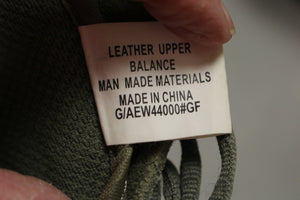 LEATHER UPPER
BALANCE
MAN MADE MATERIALS
MADE IN CHINA
G/AEW44000#GF